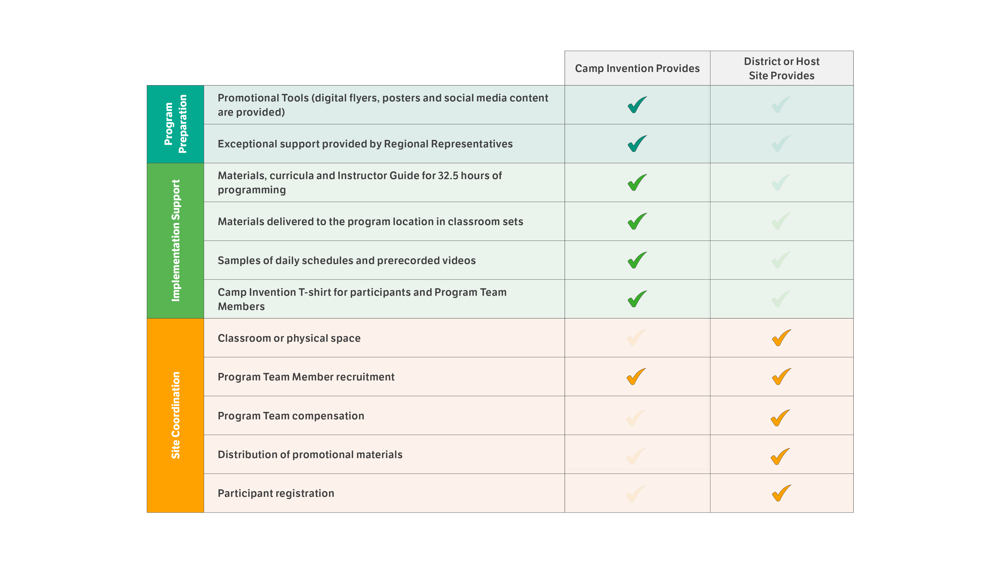 Camp Invention Provides
District or Host
Site Provides
Program
Preparation
Promotional Tools (digital flyers, posters and social media content
are provided)
Exceptional support provided by Regional Representatives
Implementation Support
Materials, curricula and Instructor Guide for 32.5 hours of
programming
Materials delivered to the program location in classroom sets
Samples of daily schedules and prerecorded videos
Camp Invention T-shirt for participants and Program Team
Members
Site Coordination
Classroom or physical space
Program Team Member recruitment
Program Team compensation
Distribution of promotional materials
Participant registration